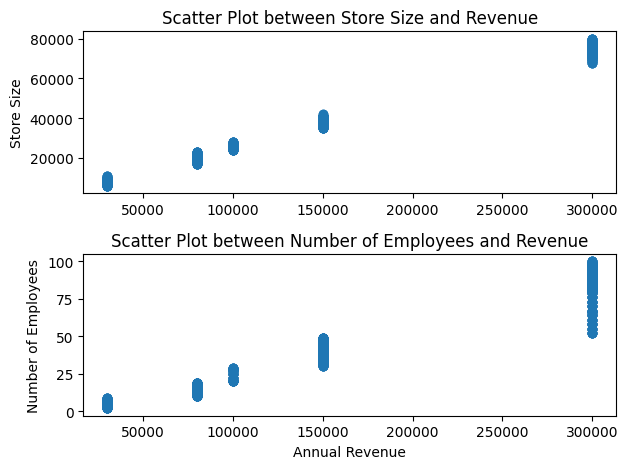 Scatter Plot between Store Size and Revenue
80000
60000
40000
20000
Store Size
50000 100000 150000 200000 250000 300000
Scatter Plot between Number of Employees and Revenue
100
75
50
25
0
Number of Employees
50000 100000 150000 200000 250000 300000
Annual Revenue